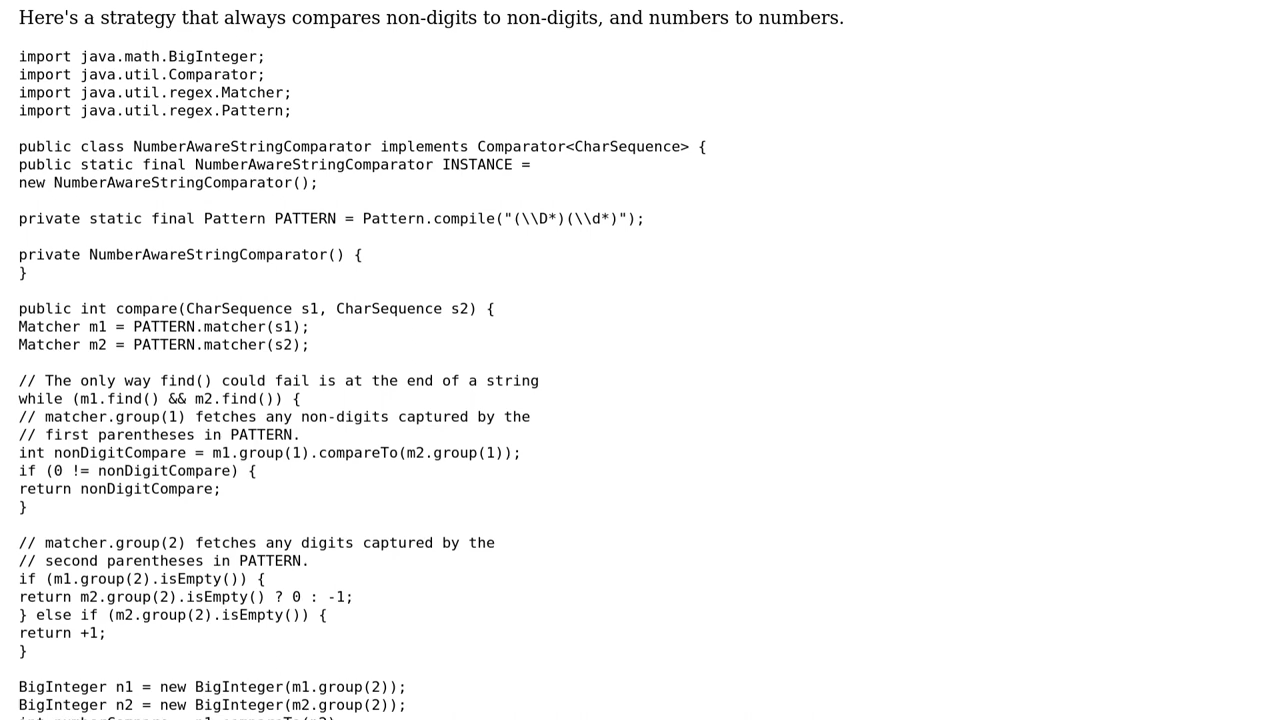 Here's a strategy that always compares non-digits to non-digits, and numbers to numbers.
import java.math.BigInteger;
import java.util.Comparator;
import java.util.regex.Matcher;
import java.util.regex.Pattern;
public class NumberAwareStringComparator implements Comparator<CharSequence> {
public static final NumberAwareStringComparator INSTANCE =
new NumberAwareStringComparator();
private static final Pattern PATTERN = Pattern.compile("(\\D*)(\\d*)");
private NumberAwareStringComparator() {
}
public int compare(CharSequence s1, CharSequence s2) {
Matcher m1 = PATTERN.matcher(s1);
Matcher m2 = PATTERN.matcher(s2);
// The only way find() could fail is at the end of a string
while (m1.find() && m2.find()) {
// matcher.group(1) fetches any non-digits captured by the
// first parentheses in PATTERN.
int nonDigitCompare = m1.group(1).compareTo(m2.group(1));
if (0 != nonDigitCompare) {
return nonDigitCompare;
}
// matcher.group(2) fetches any digits captured by the
// second parentheses in PATTERN.
if (m1.group(2).isEmpty()) {
return m2.group(2).isEmpty() ? 0 : -1;
} else if (m2.group(2).isEmpty()) {
return +1;
}
BigInteger n1 = new BigInteger(m1.group(2));
BigInteger n2 = new BigInteger(m2.group(2));